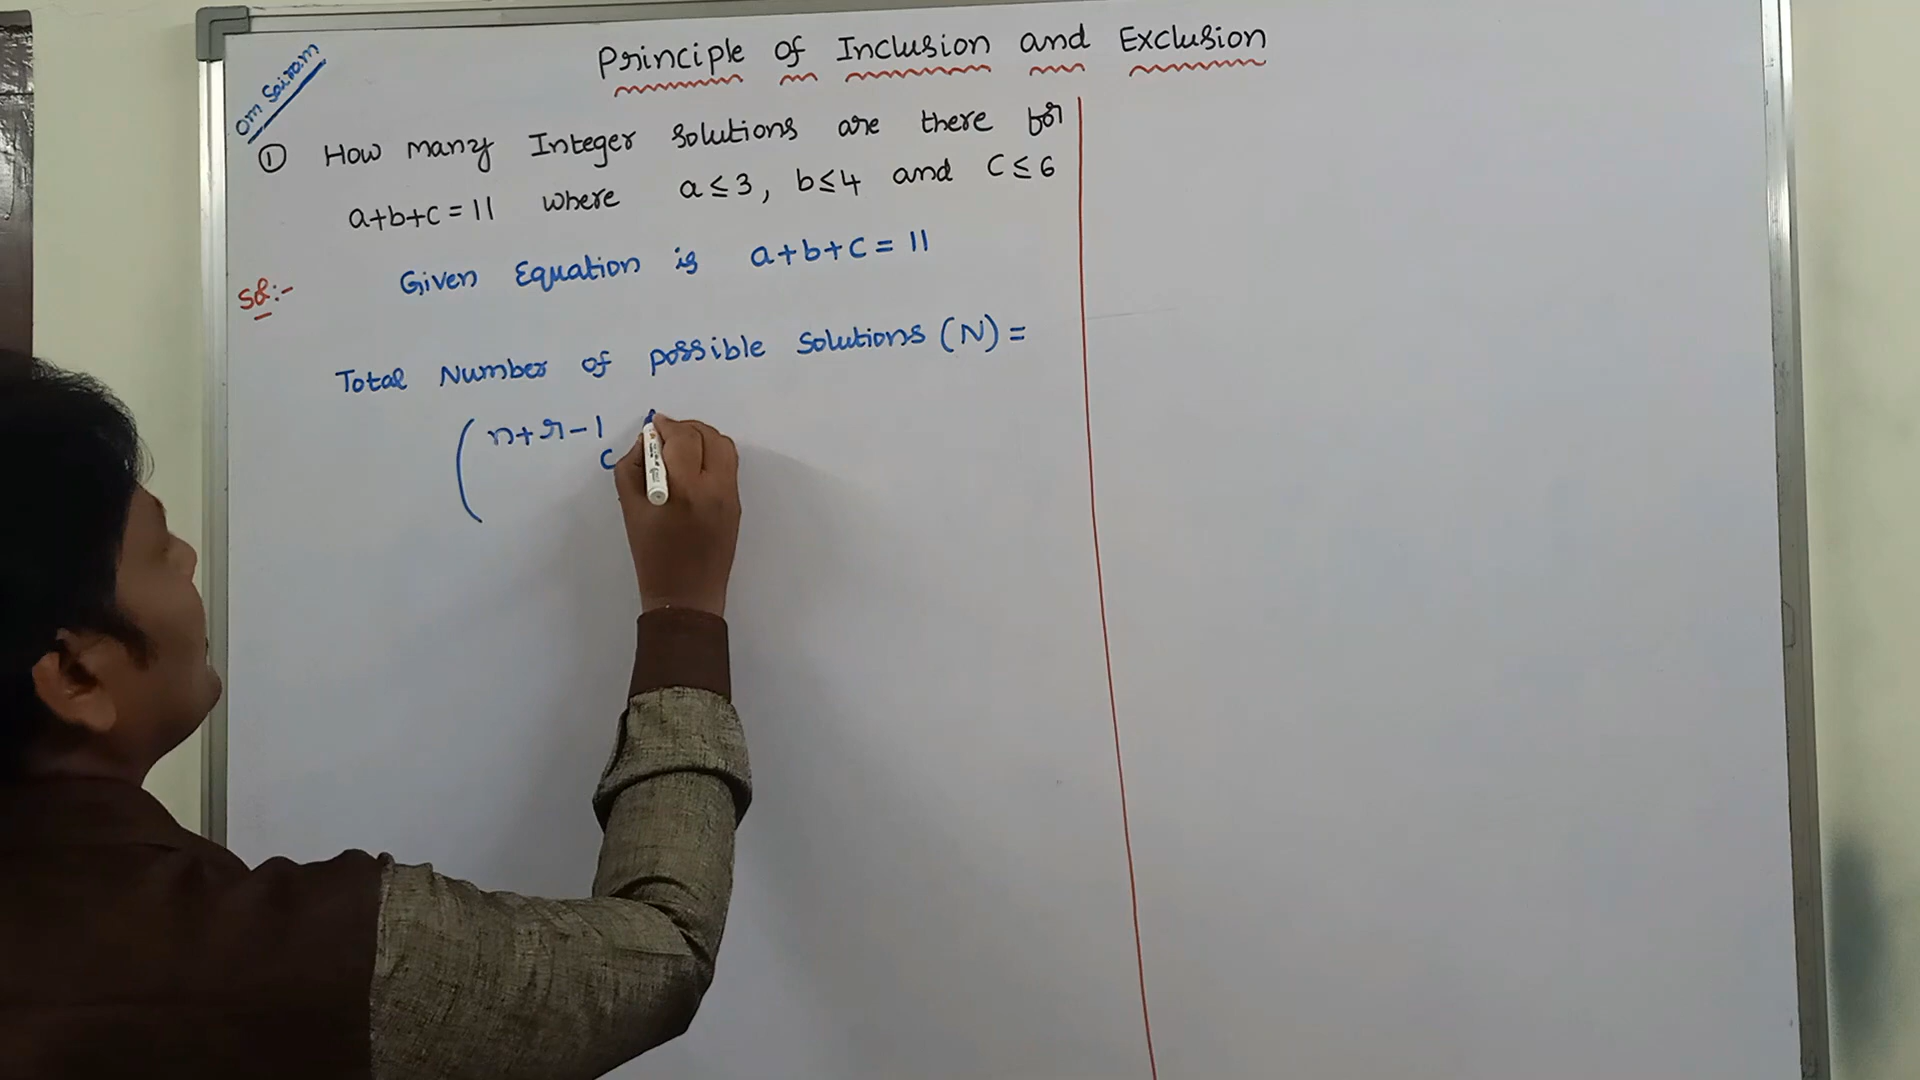 Om Sairam
Principle of Inclusion and Exclusion
① How many Integer solutions are there for
a+b+c = 11 where a ≤ 3, b ≤ 4 and C ≤ 6
Sol:- Given Equation is a+b+c = 11
Total Number of possible Solutions (N) =
( n+r-1 c